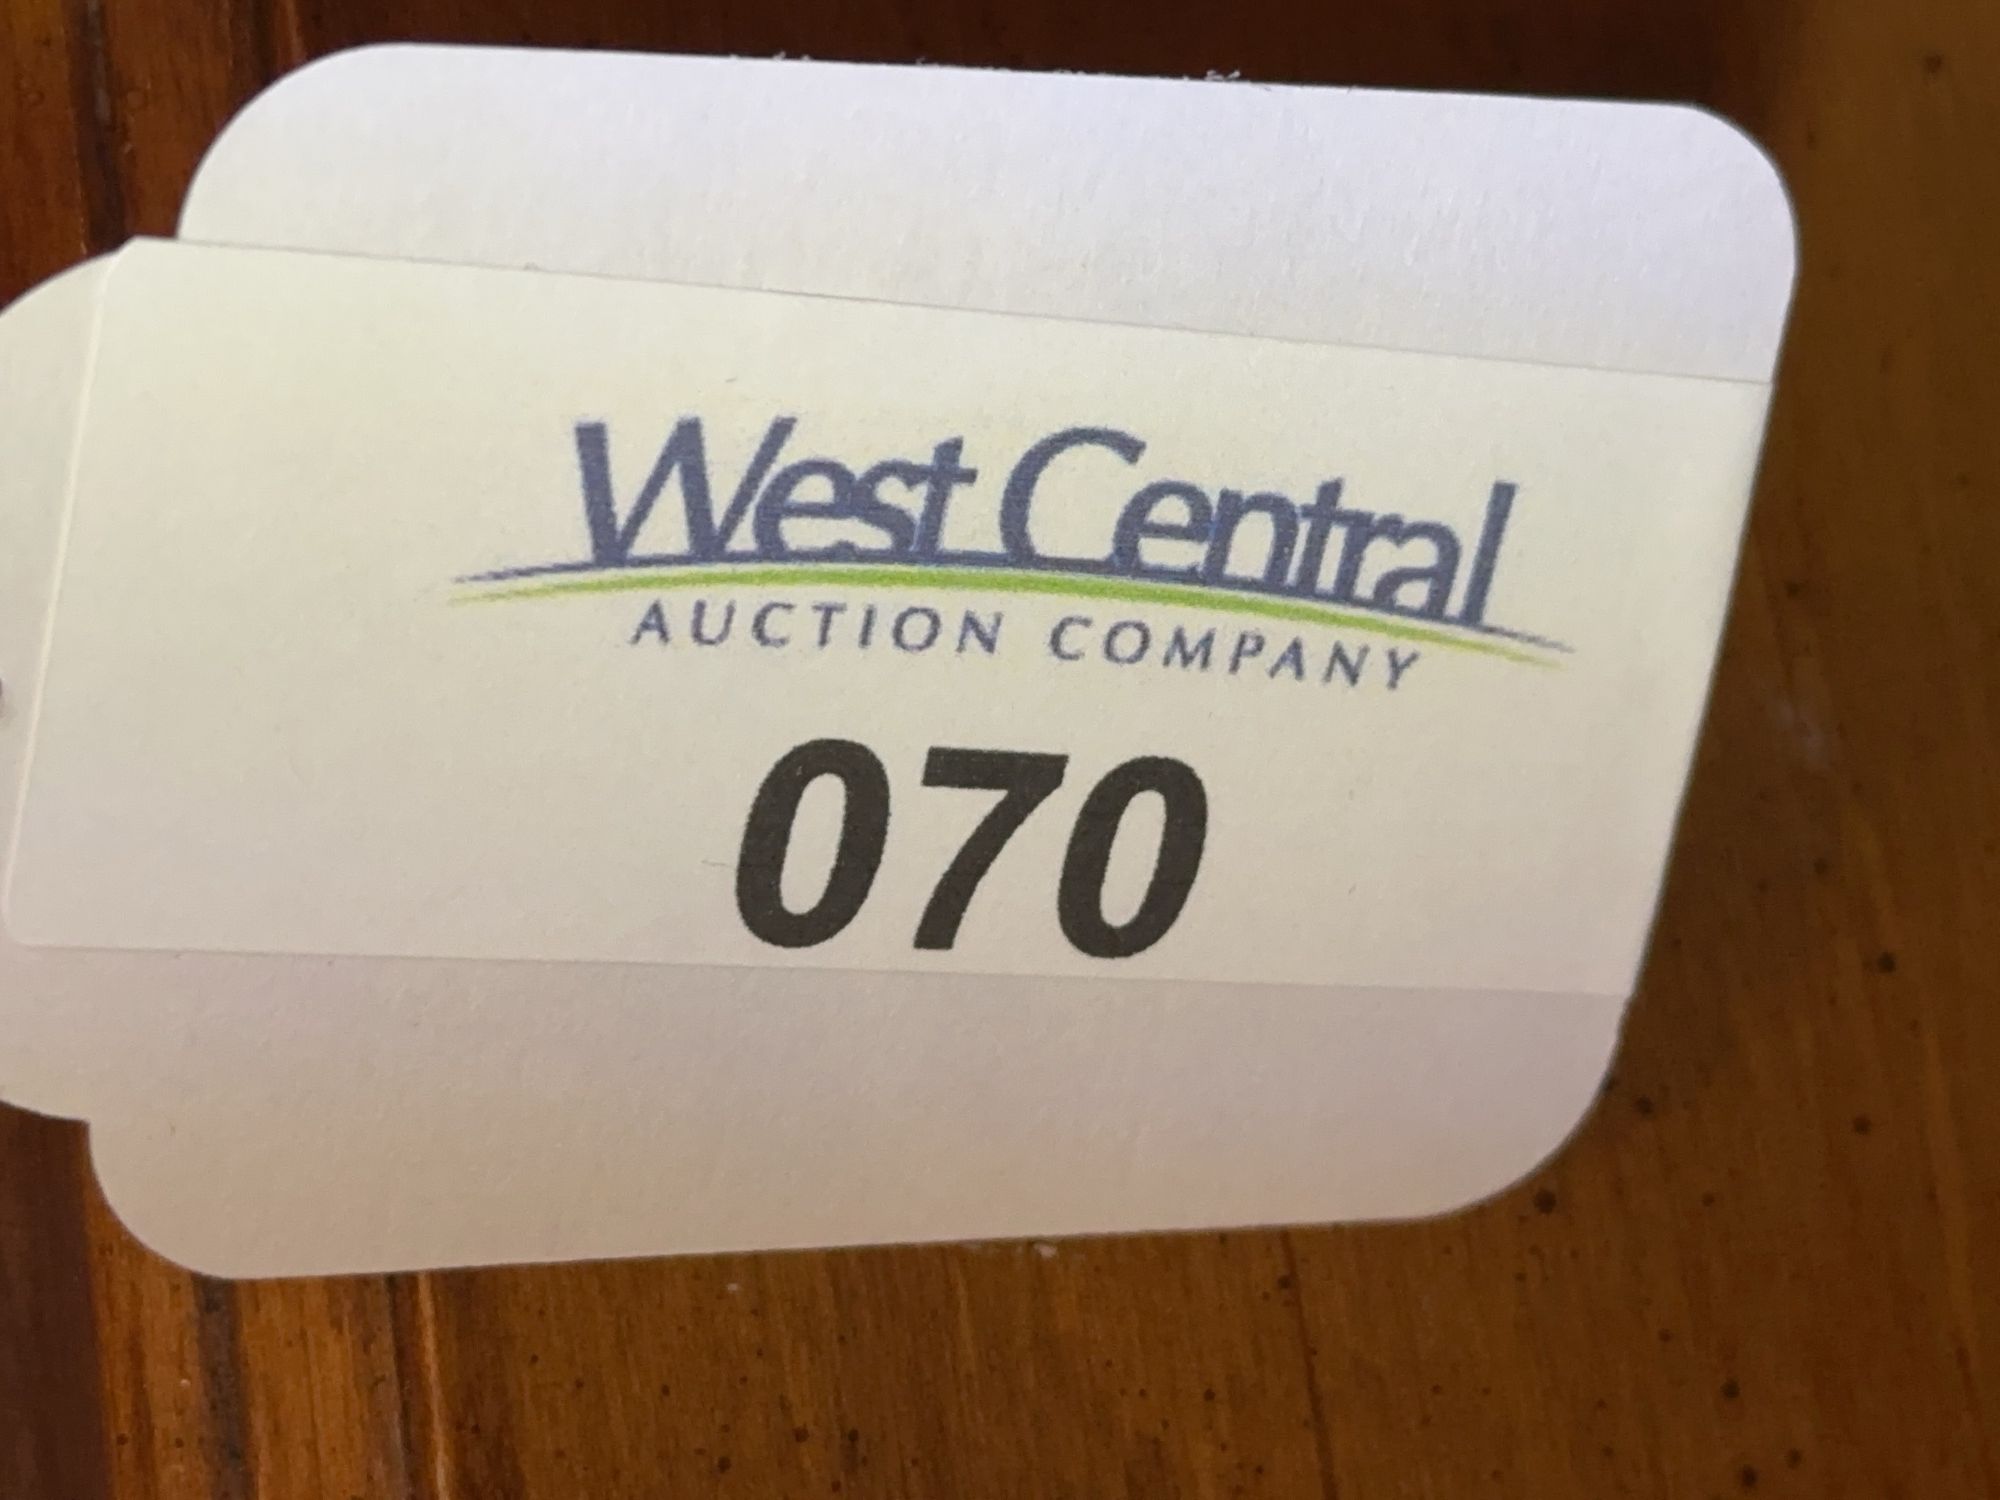 West Central
AUCTION COMPANY
070